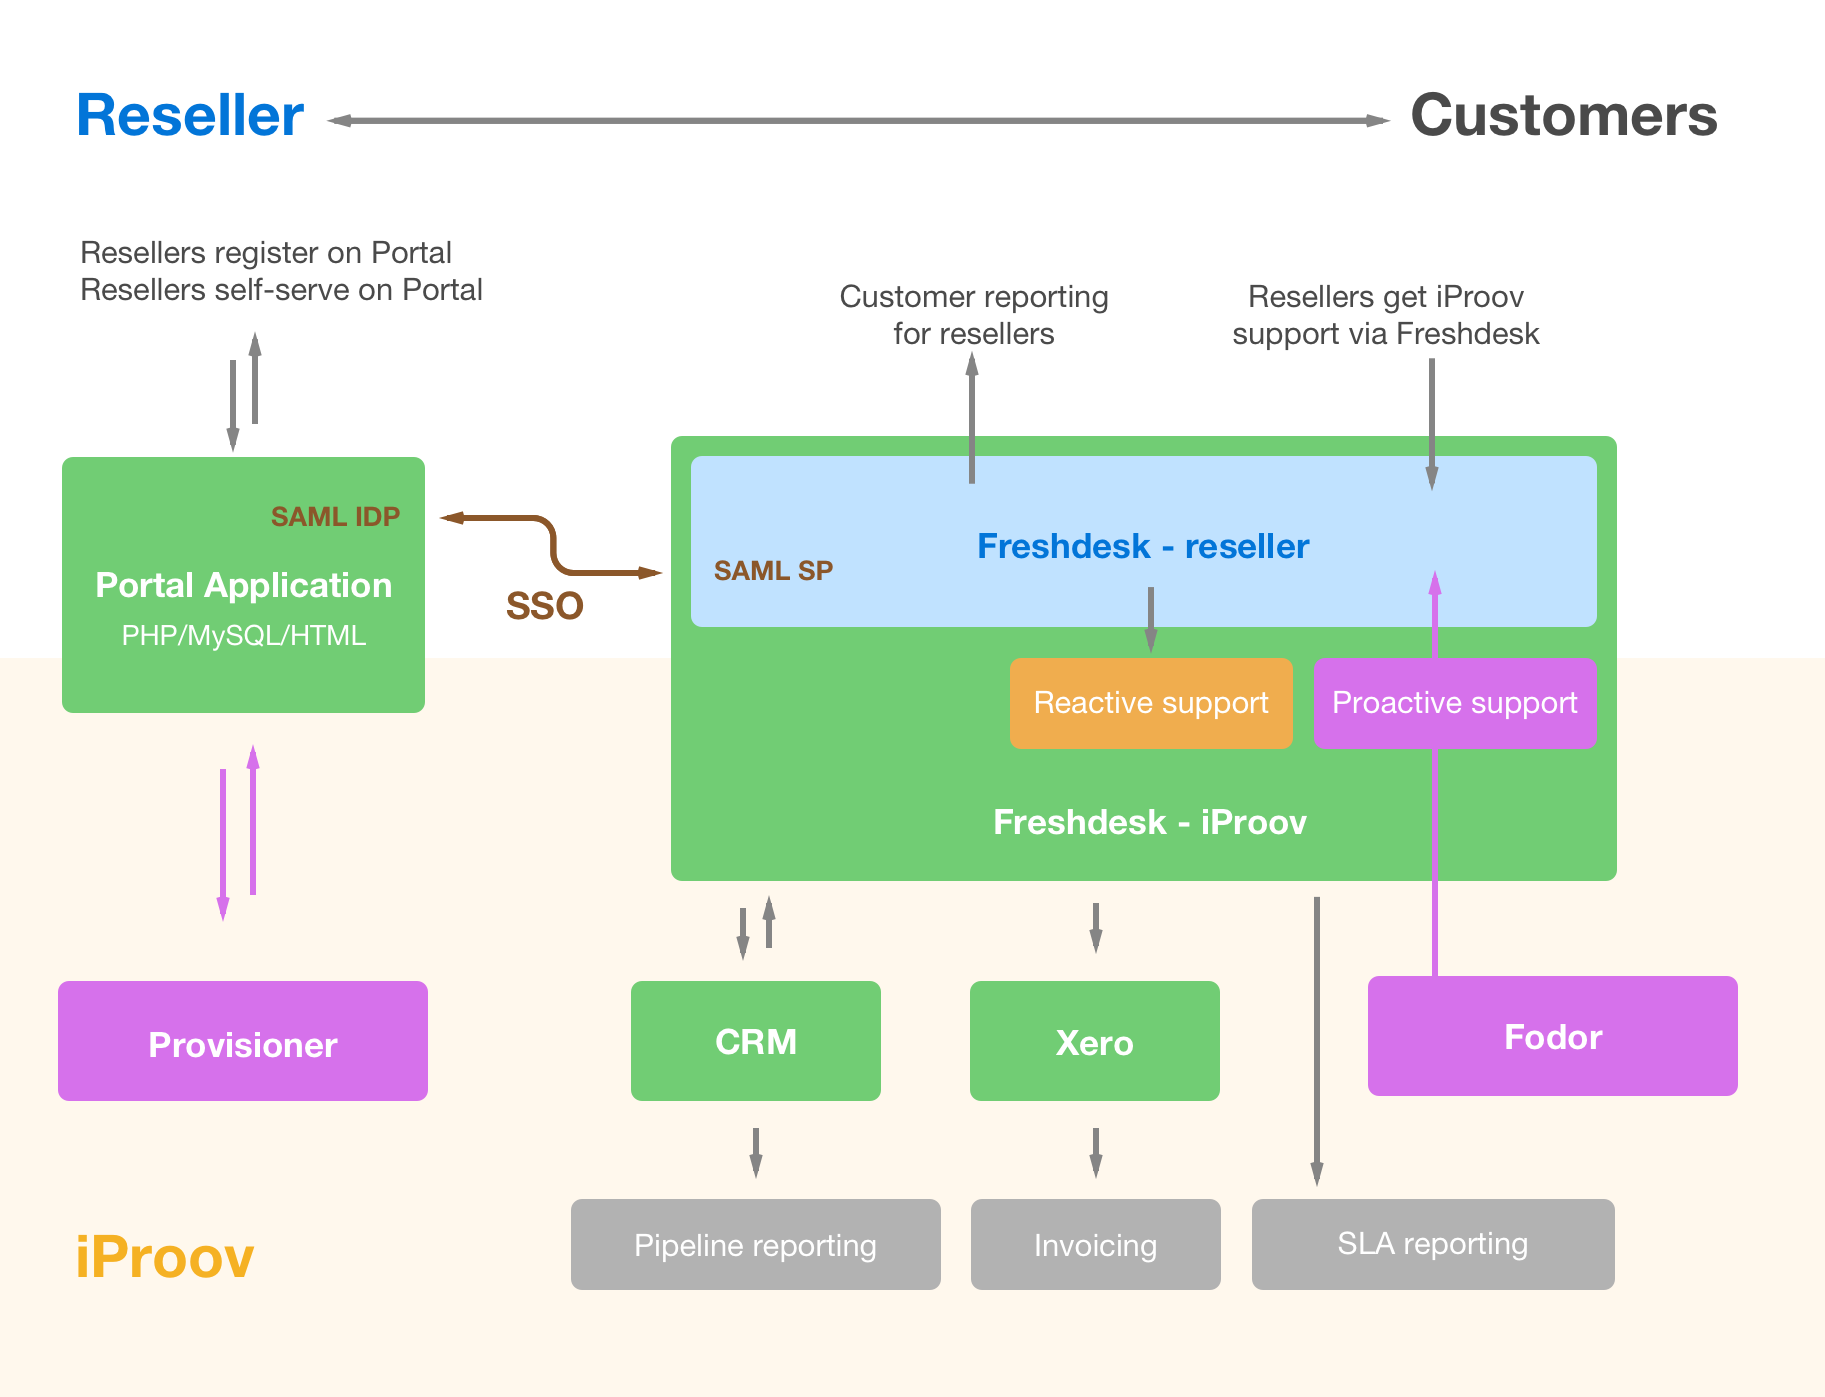 Reseller
Customers
Resellers register on Portal
Resellers self-serve on Portal
Customer reporting
for resellers
Resellers get iProov
support via Freshdesk
SAML IDP
Portal Application
PHP/MySQL/HTML
SSO
SAML SP
Freshdesk - reseller
Reactive support
Proactive support
Freshdesk - iProov
Provisioner
CRM
Xero
Fodor
iProov
Pipeline reporting
Invoicing
SLA reporting